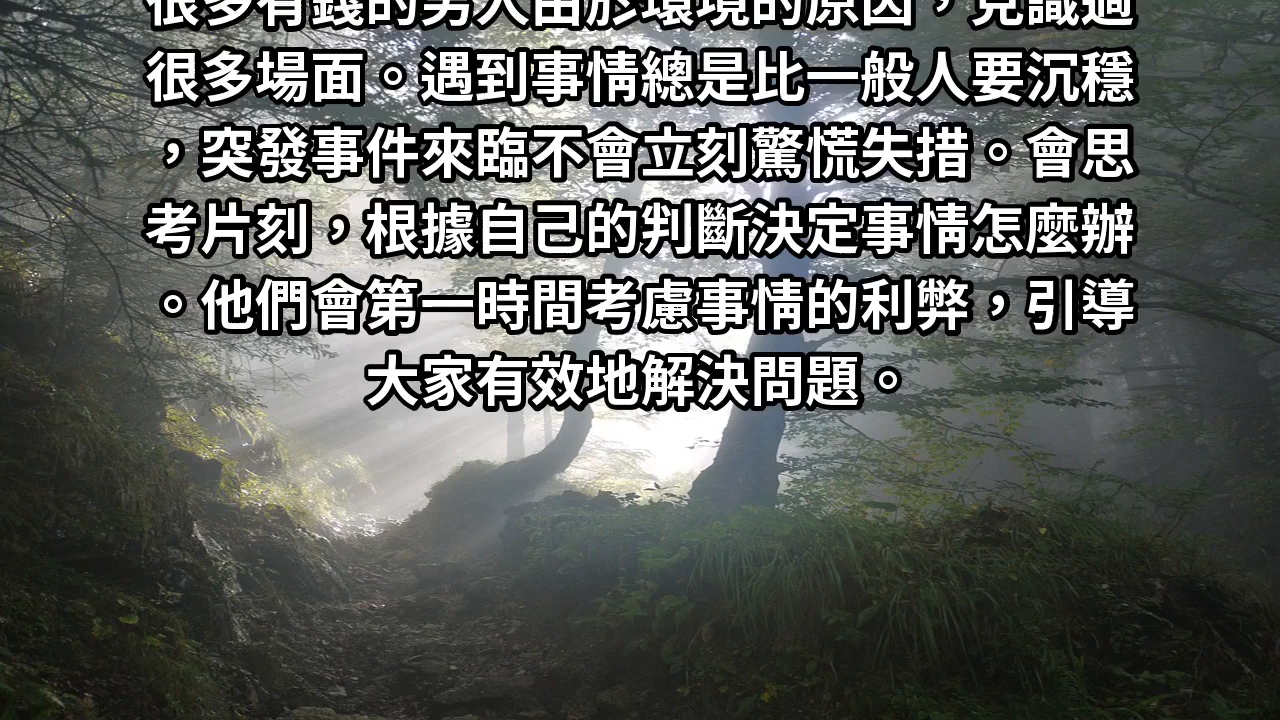 很多有錢的男人由於環境的原因，見識過
很多場面。遇到事情總是比一般人要沉穩
，突發事件來臨不會立刻驚慌失措。會思
考片刻，根據自己的判斷決定事情怎麼辦
。他們會第一時間考慮事情的利弊，引導
大家有效地解決問題。